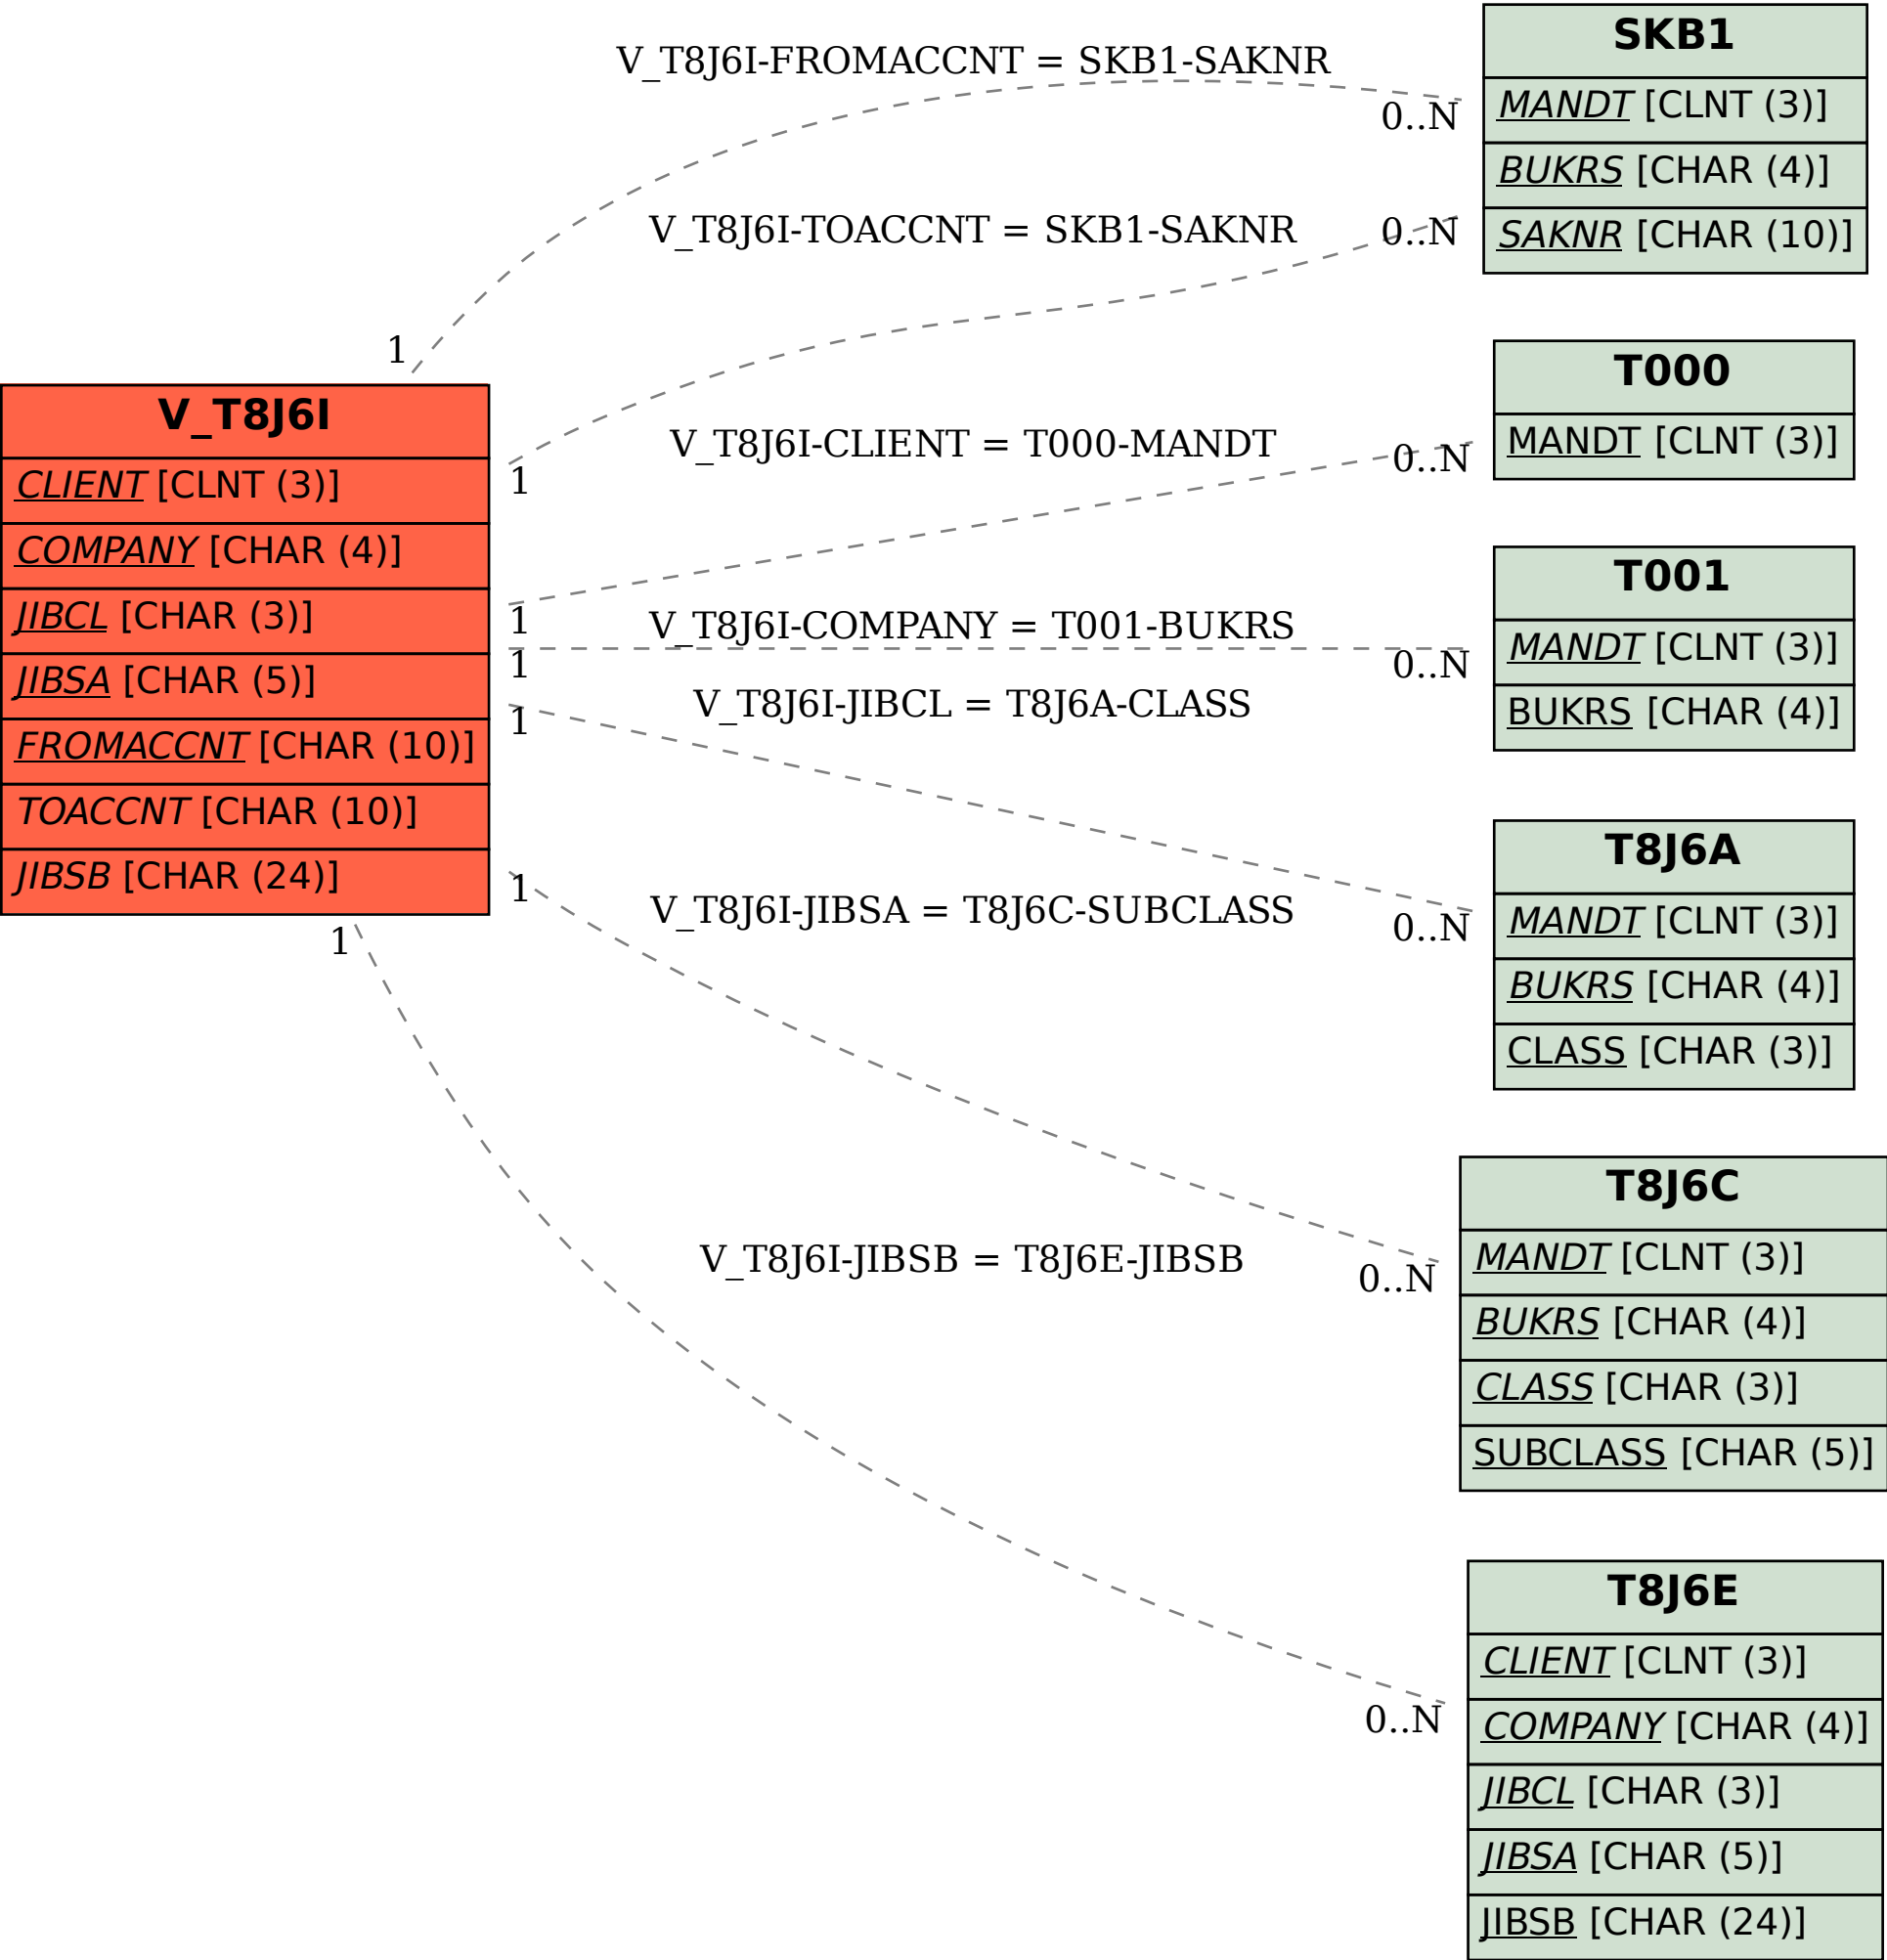 V_T8J6I
CLIENT [CLNT (3)]
COMPANY [CHAR (4)]
JIBCL [CHAR (3)]
JIBSA [CHAR (5)]
FROMACCNT [CHAR (10)]
TOACCNT [CHAR (10)]
JIBSB [CHAR (24)]
V_T8J6I-FROMACCNT = SKB1-SAKNR
1
0..N
V_T8J6I-TOACCNT = SKB1-SAKNR
1
0..N
V_T8J6I-CLIENT = T000-MANDT
1
0..N
V_T8J6I-COMPANY = T001-BUKRS
1
0..N
V_T8J6I-JIBCL = T8J6A-CLASS
1
0..N
V_T8J6I-JIBSA = T8J6C-SUBCLASS
1
0..N
V_T8J6I-JIBSB = T8J6E-JIBSB
1
0..N
SKB1
MANDT [CLNT (3)]
BUKRS [CHAR (4)]
SAKNR [CHAR (10)]
T000
MANDT [CLNT (3)]
T001
MANDT [CLNT (3)]
BUKRS [CHAR (4)]
T8J6A
MANDT [CLNT (3)]
BUKRS [CHAR (4)]
CLASS [CHAR (3)]
T8J6C
MANDT [CLNT (3)]
BUKRS [CHAR (4)]
CLASS [CHAR (3)]
SUBCLASS [CHAR (5)]
T8J6E
CLIENT [CLNT (3)]
COMPANY [CHAR (4)]
JIBCL [CHAR (3)]
JIBSA [CHAR (5)]
JIBSB [CHAR (24)]